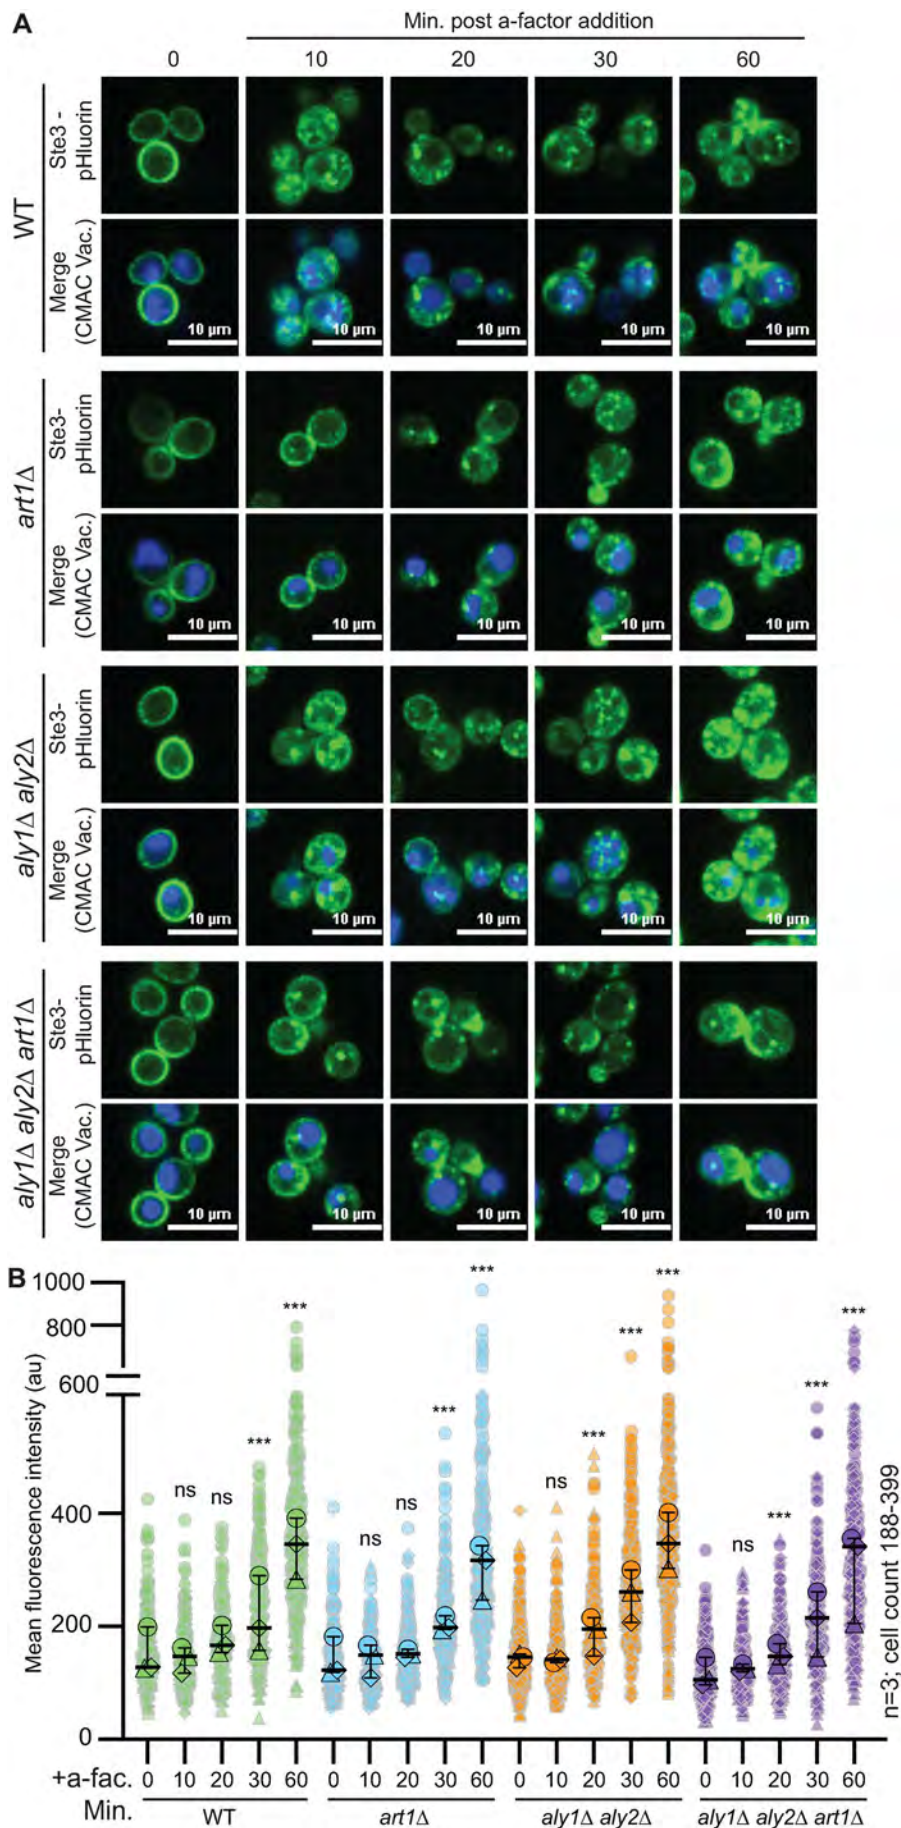 A
Min. post a-factor addition
0 10 20 30 60
WT
Ste3 -
pHluorin
Merge
(CMAC Vac.)
10 µm 10 µm 10 µm 10 µm 10 µm
art1Δ
Ste3-
pHluorin
Merge
(CMAC Vac.)
10 µm 10 µm 10 µm 10 µm 10 µm
aly1Δ aly2Δ
Ste3-
pHluorin
Merge
(CMAC Vac.)
10 µm 10 µm 10 µm 10 µm 10 µm
aly1Δ aly2Δ art1Δ
Ste3-
pHluorin
Merge
(CMAC Vac.)
10 µm 10 µm 10 µm 10 µm 10 µm
B
Mean fluorescence intensity (au)
1000
800
600
400
200
0
ns ns *** ***
ns ns *** ***
ns *** *** ***
ns *** *** ***
n=3; cell count 188-399
+a-fac. 0 10 20 30 60 0 10 20 30 60 0 10 20 30 60 0 10 20 30 60
Min. WT art1Δ aly1Δ aly2Δ aly1Δ aly2Δ art1Δ